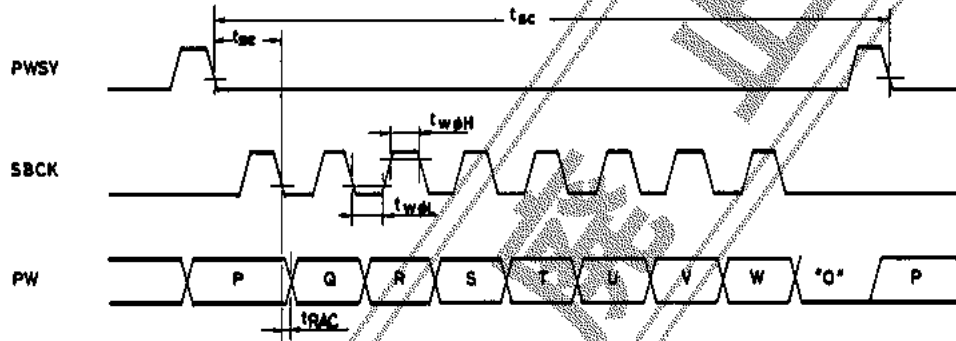 tsc
tsc
PWSY
twøH
SBCK
twøL
PW P Q R S T U V W "0" P
tRAC